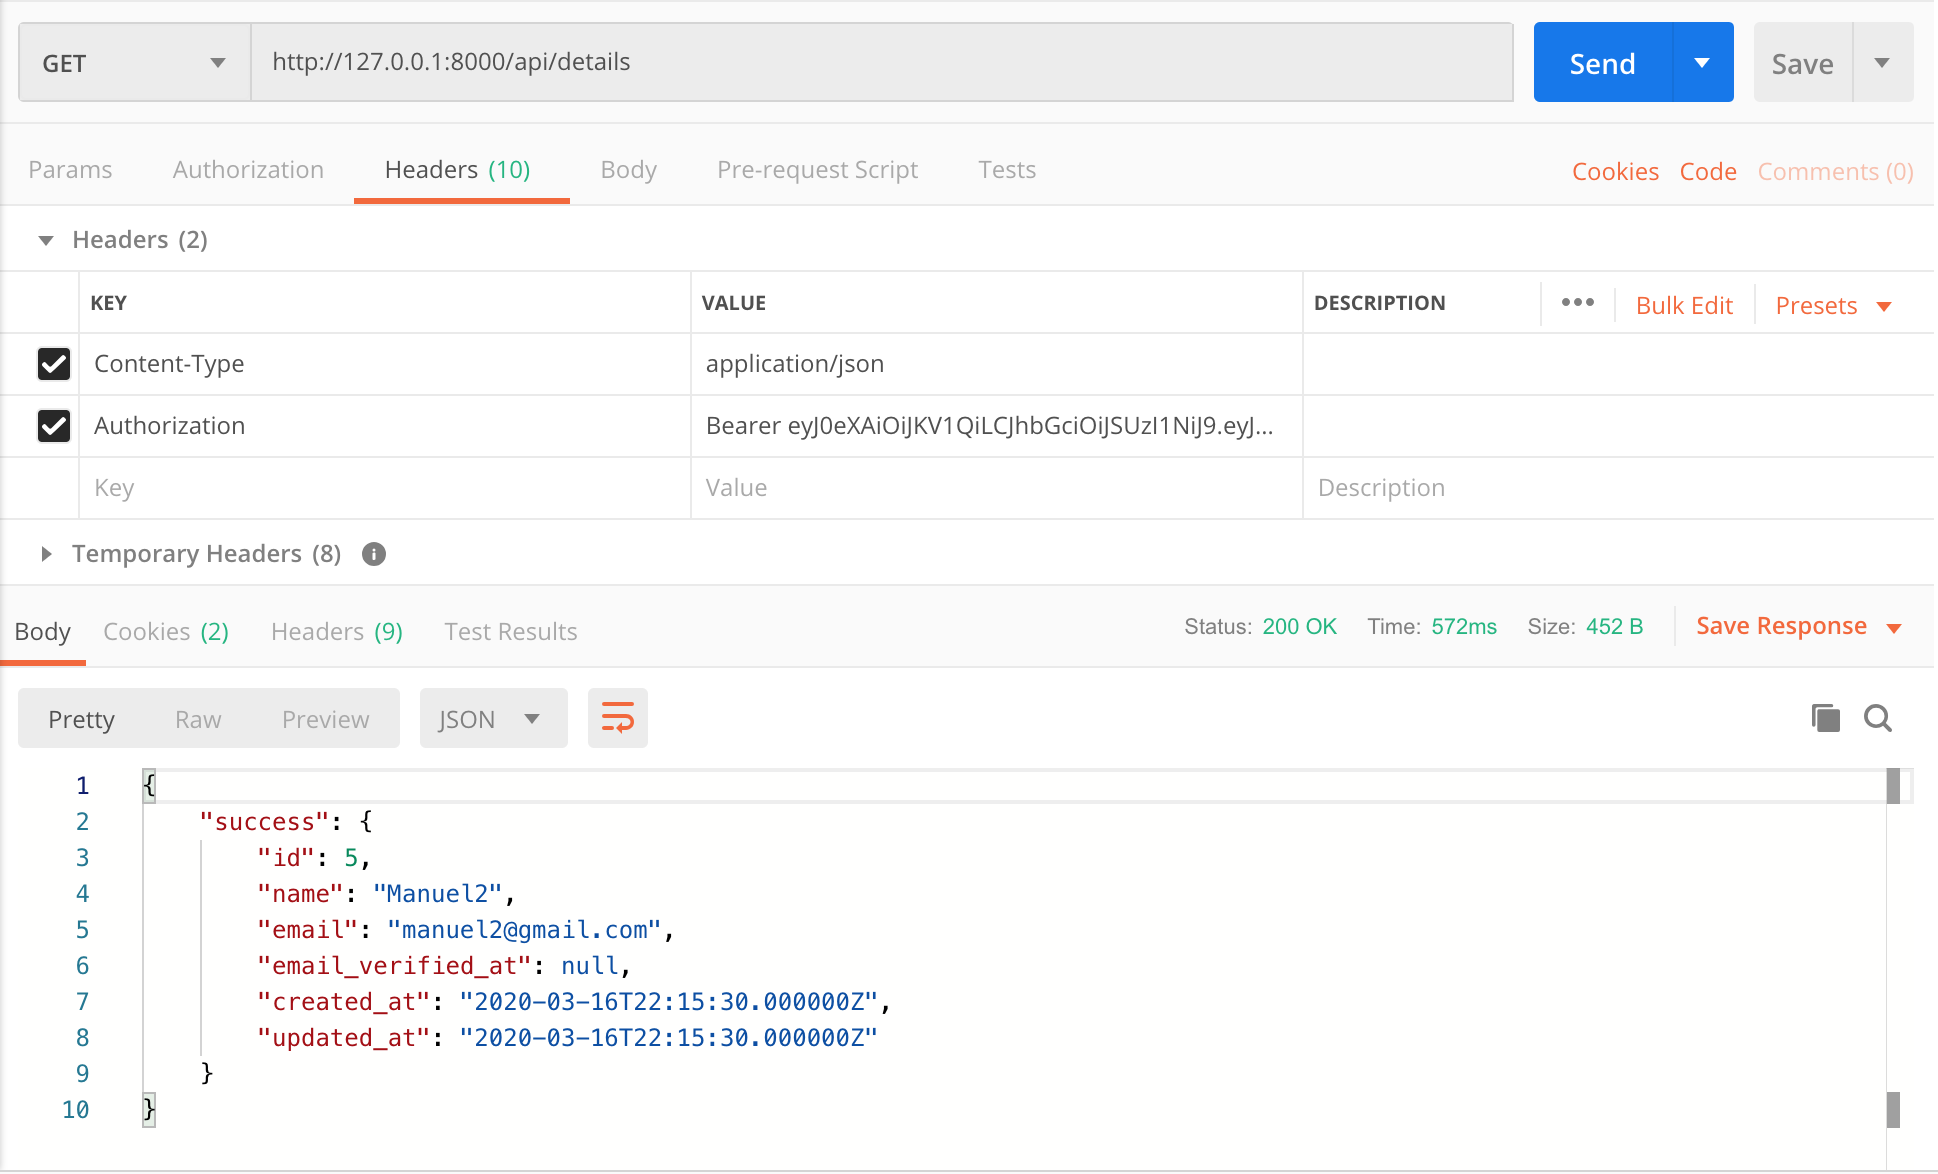 GET http://127.0.0.1:8000/api/details Send Save
Params Authorization Headers (10) Body Pre-request Script Tests Cookies Code Comments (0)
Headers (2)
KEY VALUE DESCRIPTION ••• Bulk Edit Presets
Content-Type application/json
Authorization Bearer eyJ0eXAiOiJKV1QiLCJhbGciOiJSUzI1NiJ9.eyJ...
Key Value Description
Temporary Headers (8)
Body Cookies (2) Headers (9) Test Results Status: 200 OK Time: 572ms Size: 452 B Save Response
Pretty Raw Preview JSON
1 {
2 "success": {
3 "id": 5,
4 "name": "Manuel2",
5 "email": "manuel2@gmail.com",
6 "email_verified_at": null,
7 "created_at": "2020-03-16T22:15:30.000000Z",
8 "updated_at": "2020-03-16T22:15:30.000000Z"
9 }
10 }